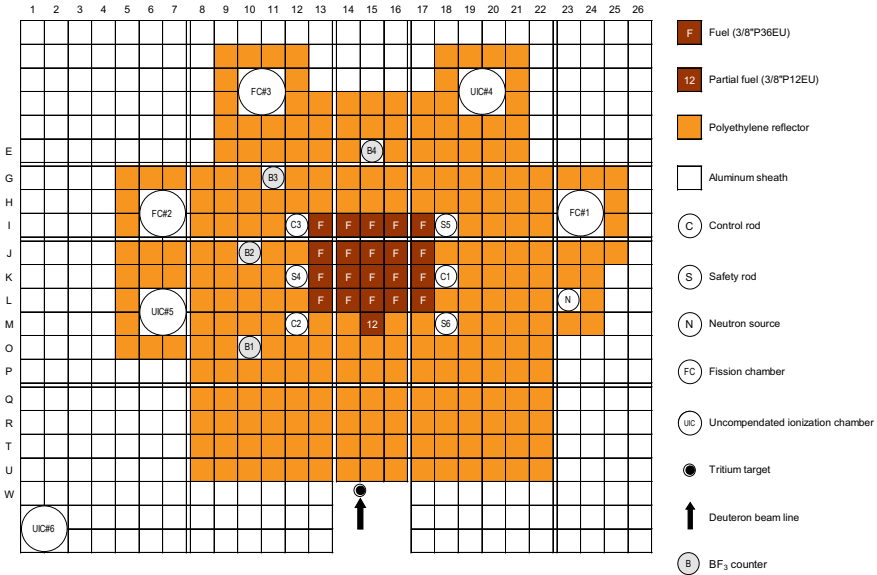 1 2 3 4 5 6 7 8 9 10 11 12 13 14 15 16 17 18 19 20 21 22 23 24 25 26
F Fuel (3/8"P36EU)
12 Partial fuel (3/8"P12EU)
FC#3 UIC#4
Polyethylene reflector
E B4
G B3 Aluminum sheath
H
FC#2 FC#1
I C3 F F F F F S5 C Control rod
J B2 F F F F F
K S4 F F F F F C1 S Safety rod
L F F F F F N
UIC#5
M C2 12 S6 N Neutron source
O B1
P FC Fission chamber
Q
R UIC Uncompendated ionization chamber
T
U Tritium target
W
Deuteron beam line
UIC#6
B BF₃ counter